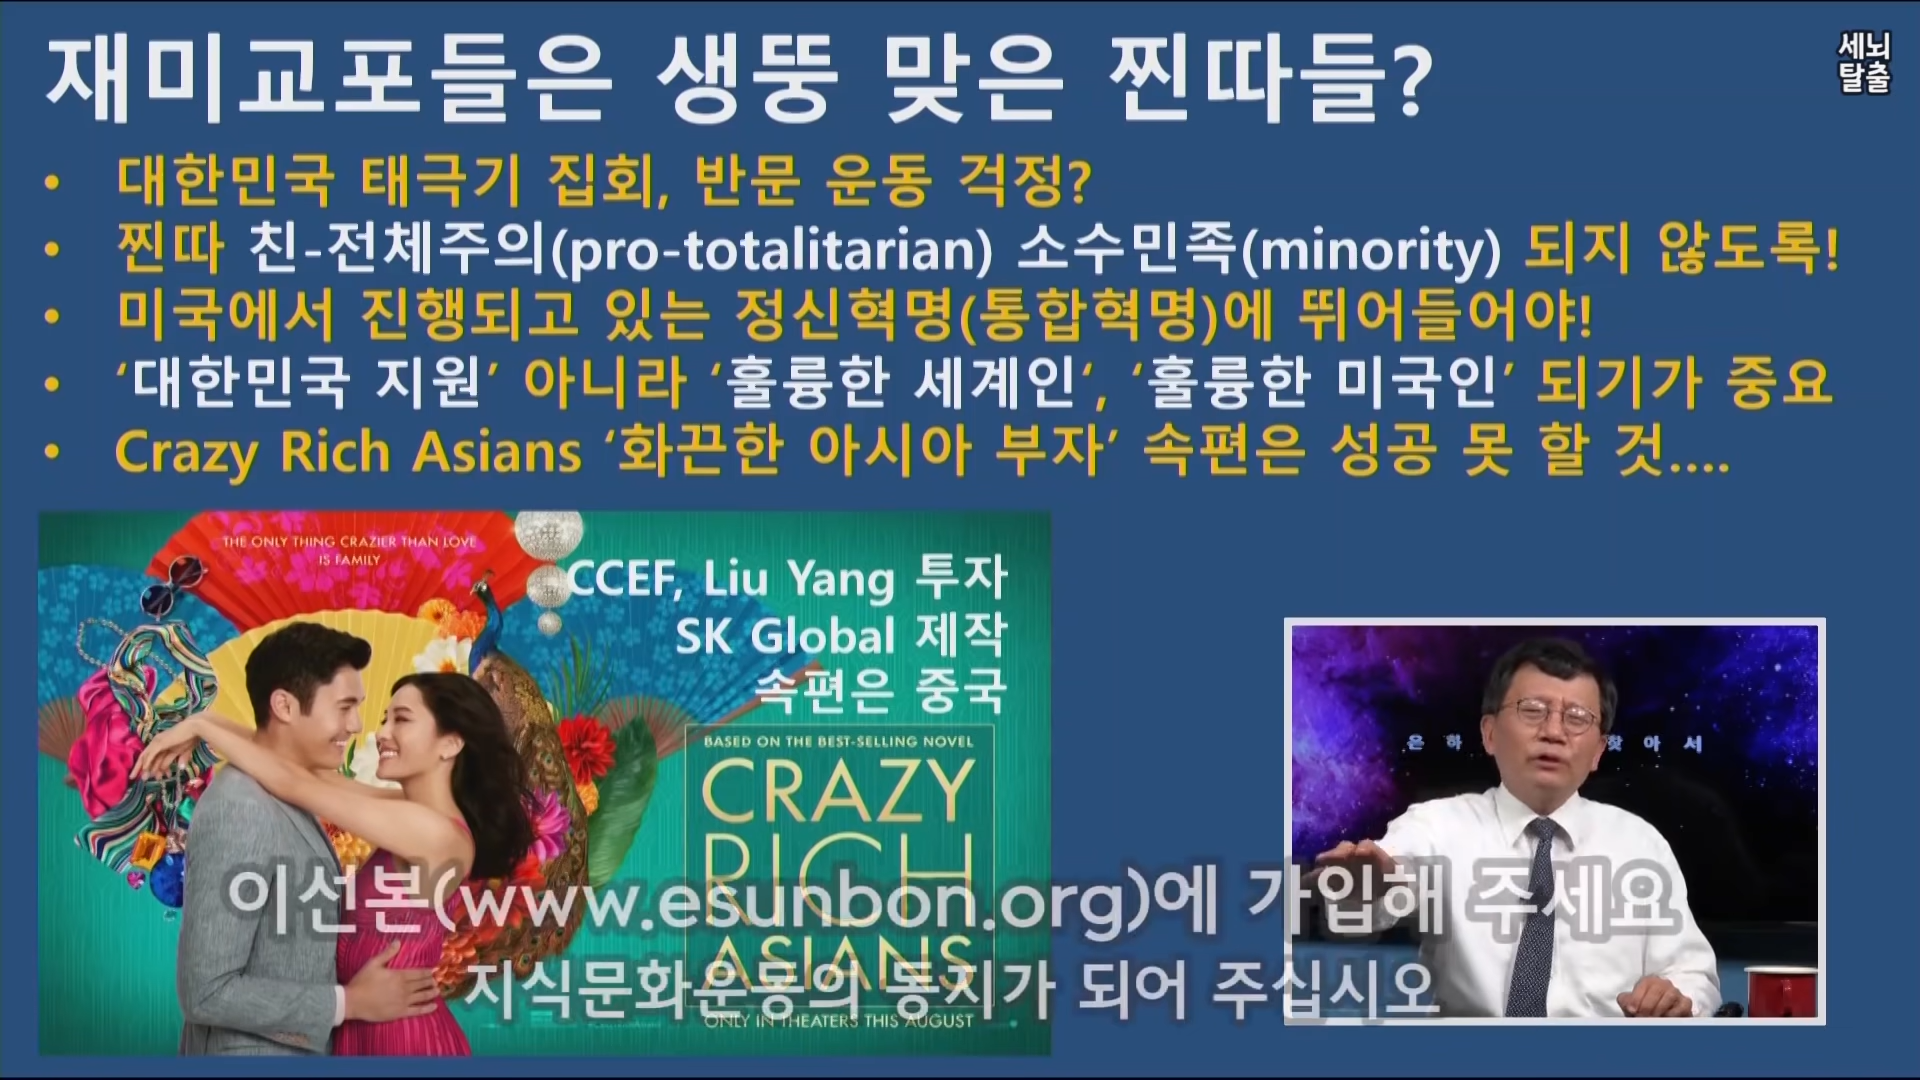 재미교포들은 생뚱 맞은 찐따들?
세뇌
탈출
• 대한민국 태극기 집회, 반문 운동 걱정?
• 찐따 친-전체주의(pro-totalitarian) 소수민족(minority) 되지 않도록!
• 미국에서 진행되고 있는 정신혁명(통합혁명)에 뛰어들어야!
• ‘대한민국 지원’ 아니라 ‘훌륭한 세계인‘, ‘훌륭한 미국인’ 되기가 중요
• Crazy Rich Asians ‘화끈한 아시아 부자’ 속편은 성공 못 할 것....
THE ONLY THING CRAZIER THAN LOVE
IS FAMILY
CCEF, Liu Yang 투자
SK Global 제작
속편은 중국
BASED ON THE BEST-SELLING NOVEL
CRAZY
RICH
ASIANS
ONLY IN THEATERS THIS AUGUST
은 하 찾 아 서
이선본(www.esunbon.org)에 가입해 주세요
지식문화운동의 동지가 되어 주십시오